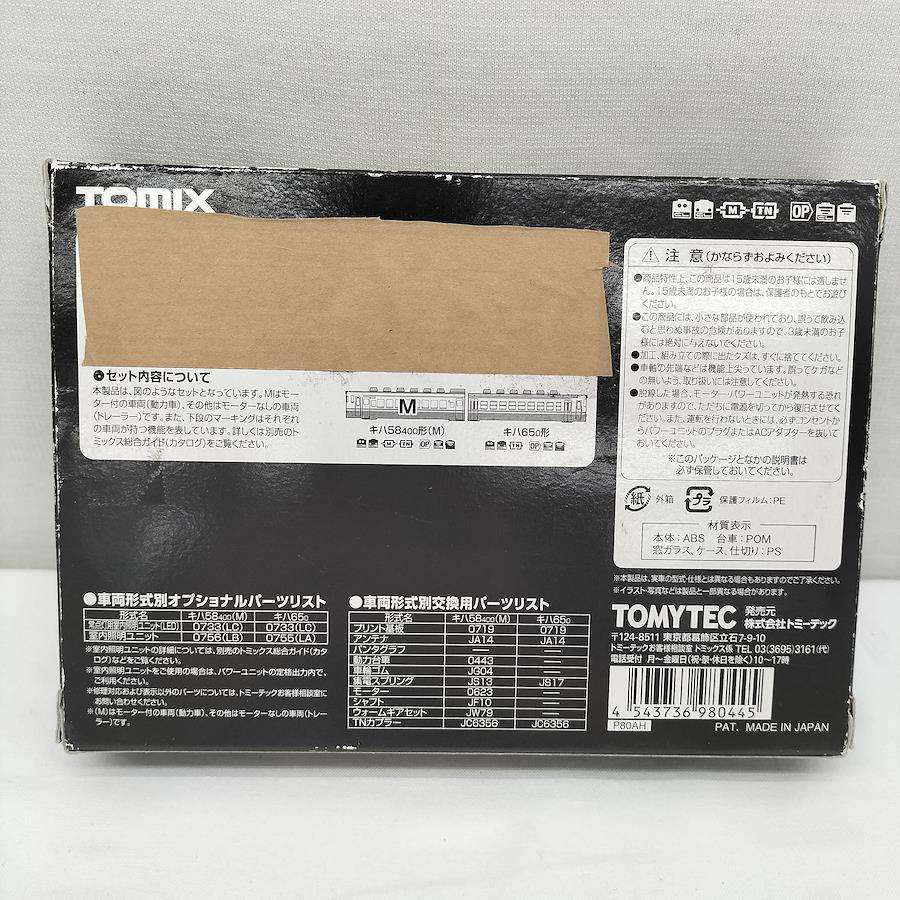 TOMIX
M TN OP
●セット内容について
本製品は、図のようなセットとなっています。Mはモー
ター付の車両(動力車)、その他はモーターなしの車両
(トレーラー)です。また、下段のマーキングはそれぞれ
の車両が持つ機能を表しています。詳しくは別売のト
ミックス総合ガイド(カタログ)をご覧ください。
M
キハ58400形(M)
キハ650形
⚠ 注 意 (かならずおよみください)
●商品特性上、この商品は15歳未満のお子様には適しませ
ん。15歳未満のお子様の場合は、保護者のもとでお遊び
ください。
●この商品には、小さな部品が使われており、誤って飲み込
むと思わぬ事故の危険がありますので、3歳未満のお子
様には絶対に与えないでください。
●加工、組み立ての際に出たクズは、すぐに捨ててください。
●車軸の先端などは機能上尖っています。誤ってケガなど
の無いよう、取り扱いには注意してください。
●脱線した場合、モーター・パワーユニットが発熱する恐れ
がありますので、ただちに電源を切ってから復旧させてく
ださい。また、運転を行わないときには、必ずコンセントか
らパワーユニットのプラグまたはACアダプターを抜いて
おいてください。
※このパッケージとなかの説明書は
必ず保管しておいてください。
紙 外箱 プラ 保護フィルム:PE
材質表示
本体:ABS 台車:POM
窓ガラス、ケース、仕切り:PS
※本製品は、実車の型式・仕様とは異なる場合もありますのでご了承ください。
※イラスト・写真などは製品と一部異なる場合があります。
●車両形式別オプショナルパーツリスト
形式名 キハ58400(M) キハ650
常点灯用室内照明ユニット(LED) 0733(LC) 0733(LC)
室内照明ユニット 0756(LB) 0755(LA)
※室内照明ユニットの詳細については、別売のトミックス総合ガイド(カタ
ログ)などをご覧ください。
※室内照明ユニットをご使用の場合は、パワーユニットの定格出力内で、
ご利用ください。
※修理対応および表示以外のパーツについては、トミーテックお客様相談室に
お問い合わせください。
※(M)はモーター付の車両(動力車)、その他はモーターなしの車両(トレー
ラー)です。
●車両形式別交換用パーツリスト
形式名 キハ58400(M) キハ650
プリント基板 0719 0719
アンテナ JA14 JA14
パンタグラフ — —
動力台車 0443 —
車輪ゴム JG04 —
集電スプリング JS13 JS17
モーター 0623 —
シャフト JF10 —
ウォームギアセット JW79 —
TNカプラー JC6356 JC6356
TOMYTEC 発売元
株式会社トミーテック
〒124-8511 東京都葛飾区立石7-9-10
トミーテックお客様相談室 トミックス係 TEL 03(3695)3161(代)
電話受付 月～金曜日(祝・祭・休日を除く)10～17時
4 543736 980445
P80AH
PAT. MADE IN JAPAN